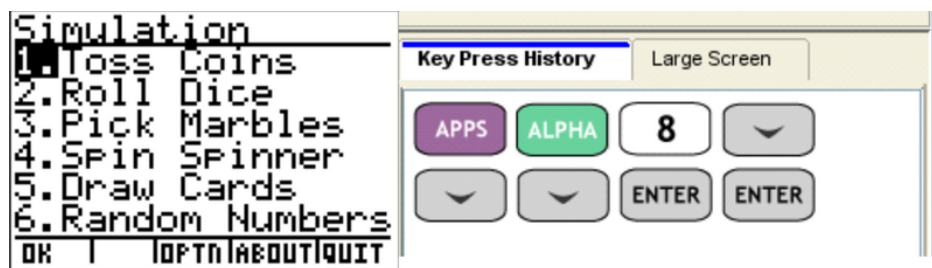 Simulation
1.Toss Coins
2.Roll Dice
3.Pick Marbles
4.Spin Spinner
5.Draw Cards
6.Random Numbers
OK OPTN ABOUT QUIT
Key Press History Large Screen
APPS ALPHA 8
ENTER ENTER